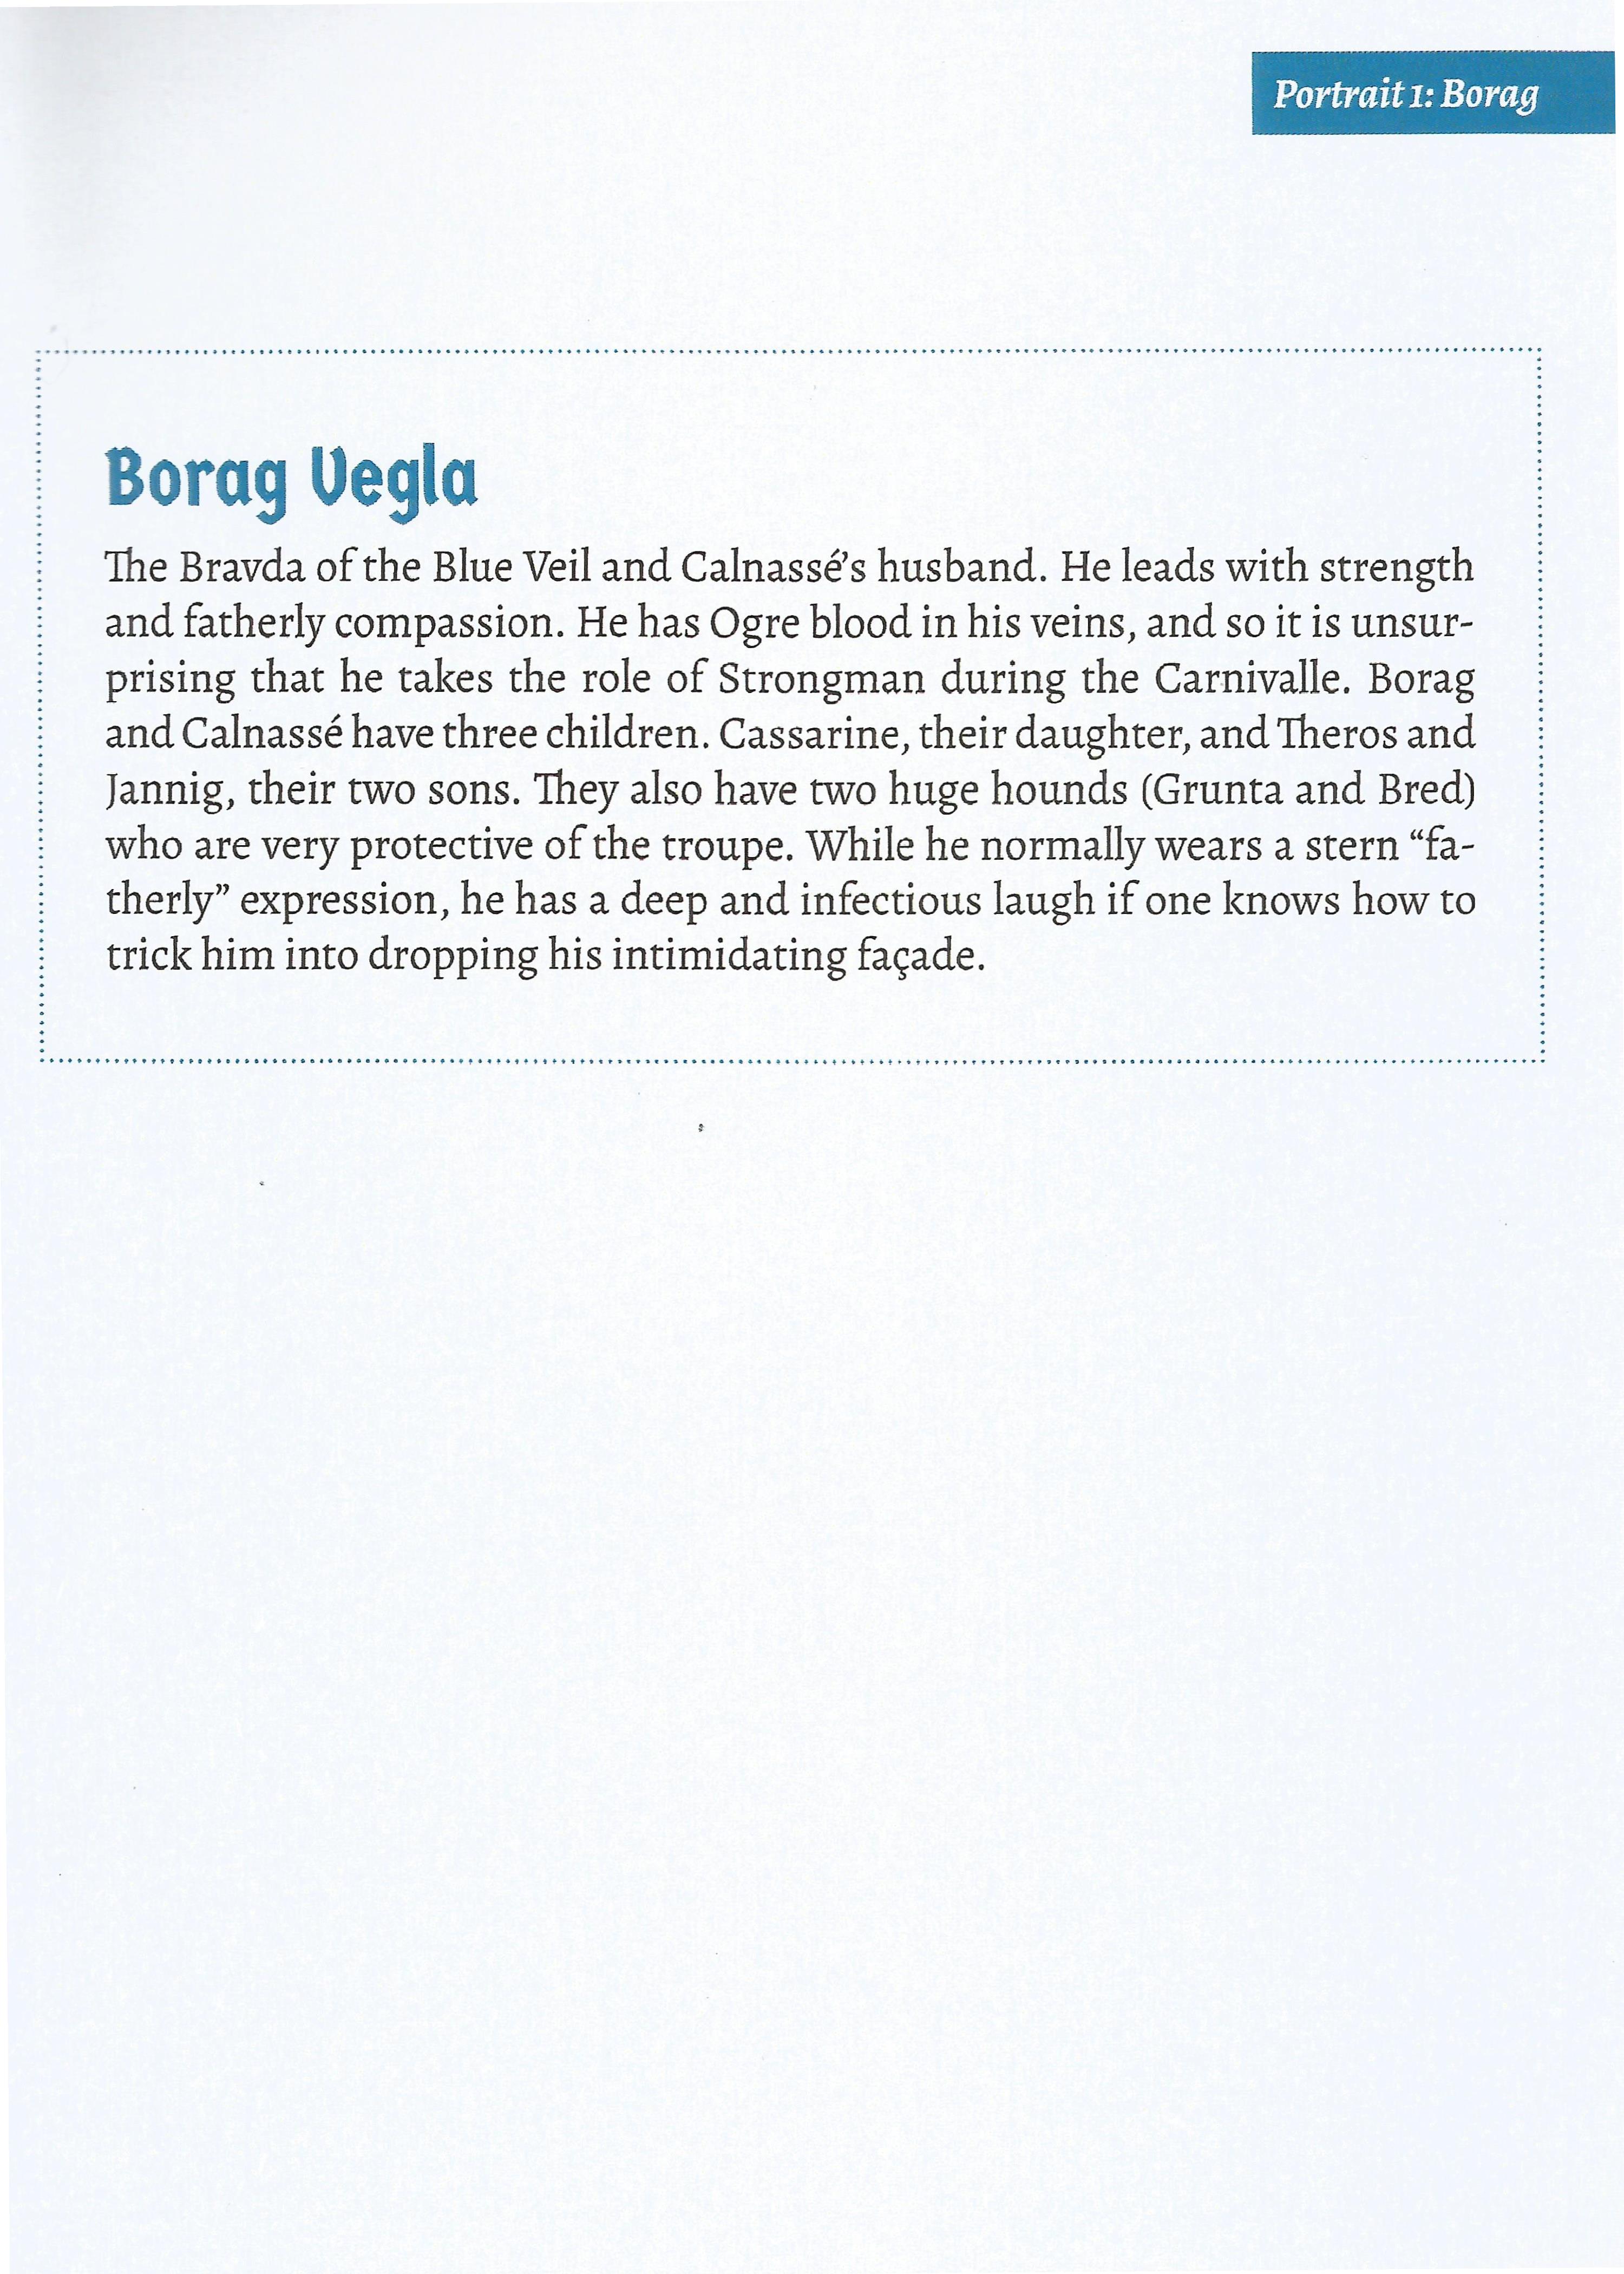 Portrait 1: Borag
Borag Vegla
The Bravda of the Blue Veil and Calnassé's husband. He leads with strength
and fatherly compassion. He has Ogre blood in his veins, and so it is unsur-
prising that he takes the role of Strongman during the Carnivalle. Borag
and Calnassé have three children. Cassarine, their daughter, and Theros and
Jannig, their two sons. They also have two huge hounds (Grunta and Bred)
who are very protective of the troupe. While he normally wears a stern “fa-
therly” expression, he has a deep and infectious laugh if one knows how to
trick him into dropping his intimidating façade.